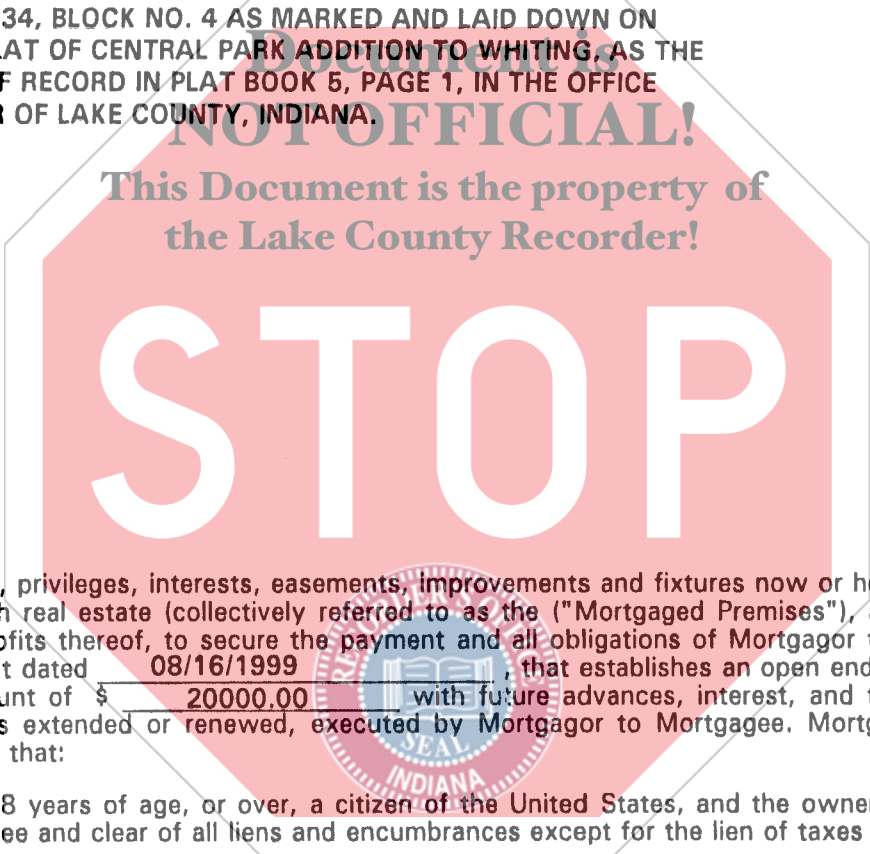 34, BLOCK NO. 4 AS MARKED AND LAID DOWN ON
LAT OF CENTRAL PARK ADDITION TO WHITING, AS THE
F RECORD IN PLAT BOOK 5, PAGE 1, IN THE OFFICE
R OF LAKE COUNTY, INDIANA.
Document is
NOT OFFICIAL!
This Document is the property of
the Lake County Recorder!
STOP
, privileges, interests, easements, improvements and fixtures now or he
h real estate (collectively referred to as the ("Mortgaged Premises"),
ofits thereof, to secure the payment and all obligations of Mortgagor
t dated 08/16/1999 , that establishes an open end
unt of $ 20000.00 with future advances, interest, and
s extended or renewed, executed by Mortgagor to Mortgagee. Mortg
that:
RECORDER'S OFFICE
SEAL
INDIANA
8 years of age, or over, a citizen of the United States, and the owner
ee and clear of all liens and encumbrances except for the lien of taxes